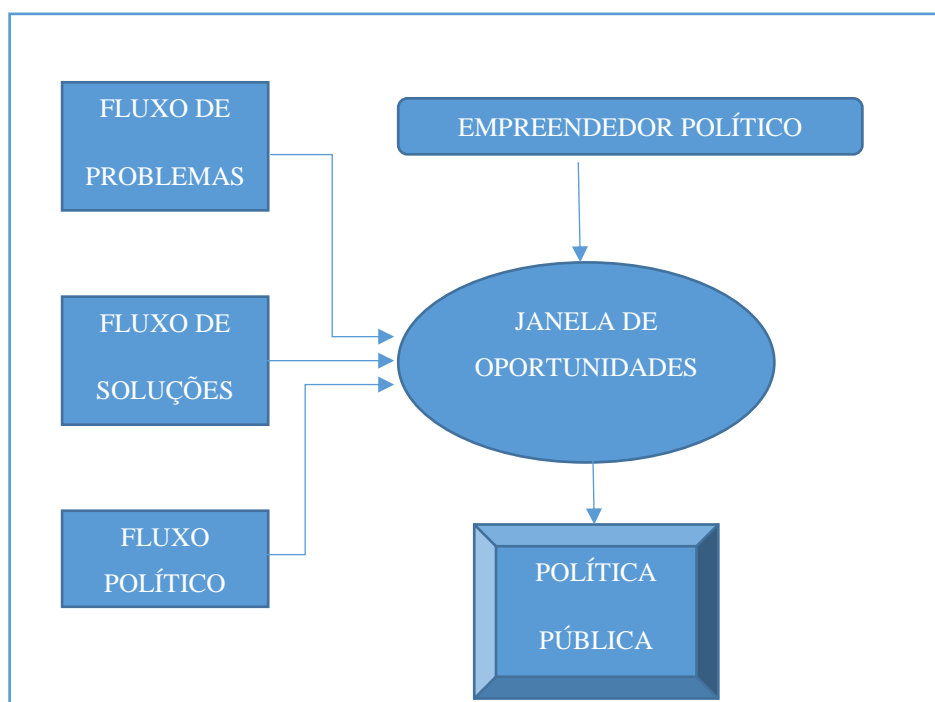 FLUXO DE
PROBLEMAS
EMPREENDEDOR POLÍTICO
FLUXO DE
SOLUÇÕES
JANELA DE
OPORTUNIDADES
FLUXO
POLÍTICO
POLÍTICA
PÚBLICA